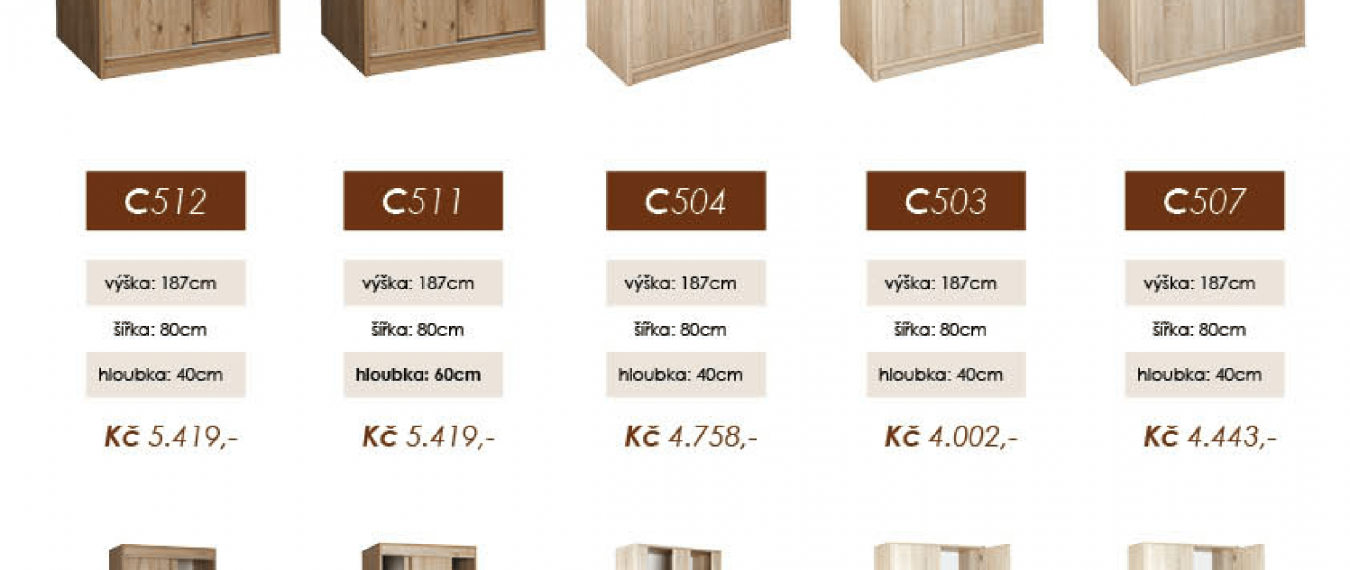 C512
C511
C504
C503
C507
výška: 187cm
výška: 187cm
výška: 187cm
výška: 187cm
výška: 187cm
šířka: 80cm
šířka: 80cm
šířka: 80cm
šířka: 80cm
šířka: 80cm
hloubka: 40cm
hloubka: 60cm
hloubka: 40cm
hloubka: 40cm
hloubka: 40cm
Kč 5.419,-
Kč 5.419,-
Kč 4.758,-
Kč 4.002,-
Kč 4.443,-